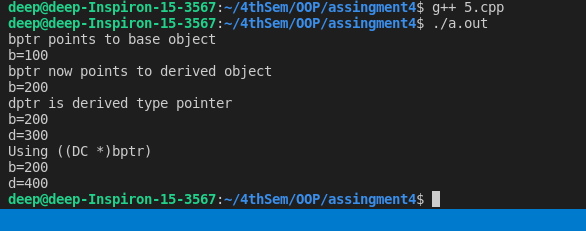 deep@deep-Inspiron-15-3567:~/4thSem/OOP/assingment4$ g++ 5.cpp
deep@deep-Inspiron-15-3567:~/4thSem/OOP/assingment4$ ./a.out
bptr points to base object
b=100
bptr now points to derived object
b=200
dptr is derived type pointer
b=200
d=300
Using ((DC *)bptr)
b=200
d=400
deep@deep-Inspiron-15-3567:~/4thSem/OOP/assingment4$